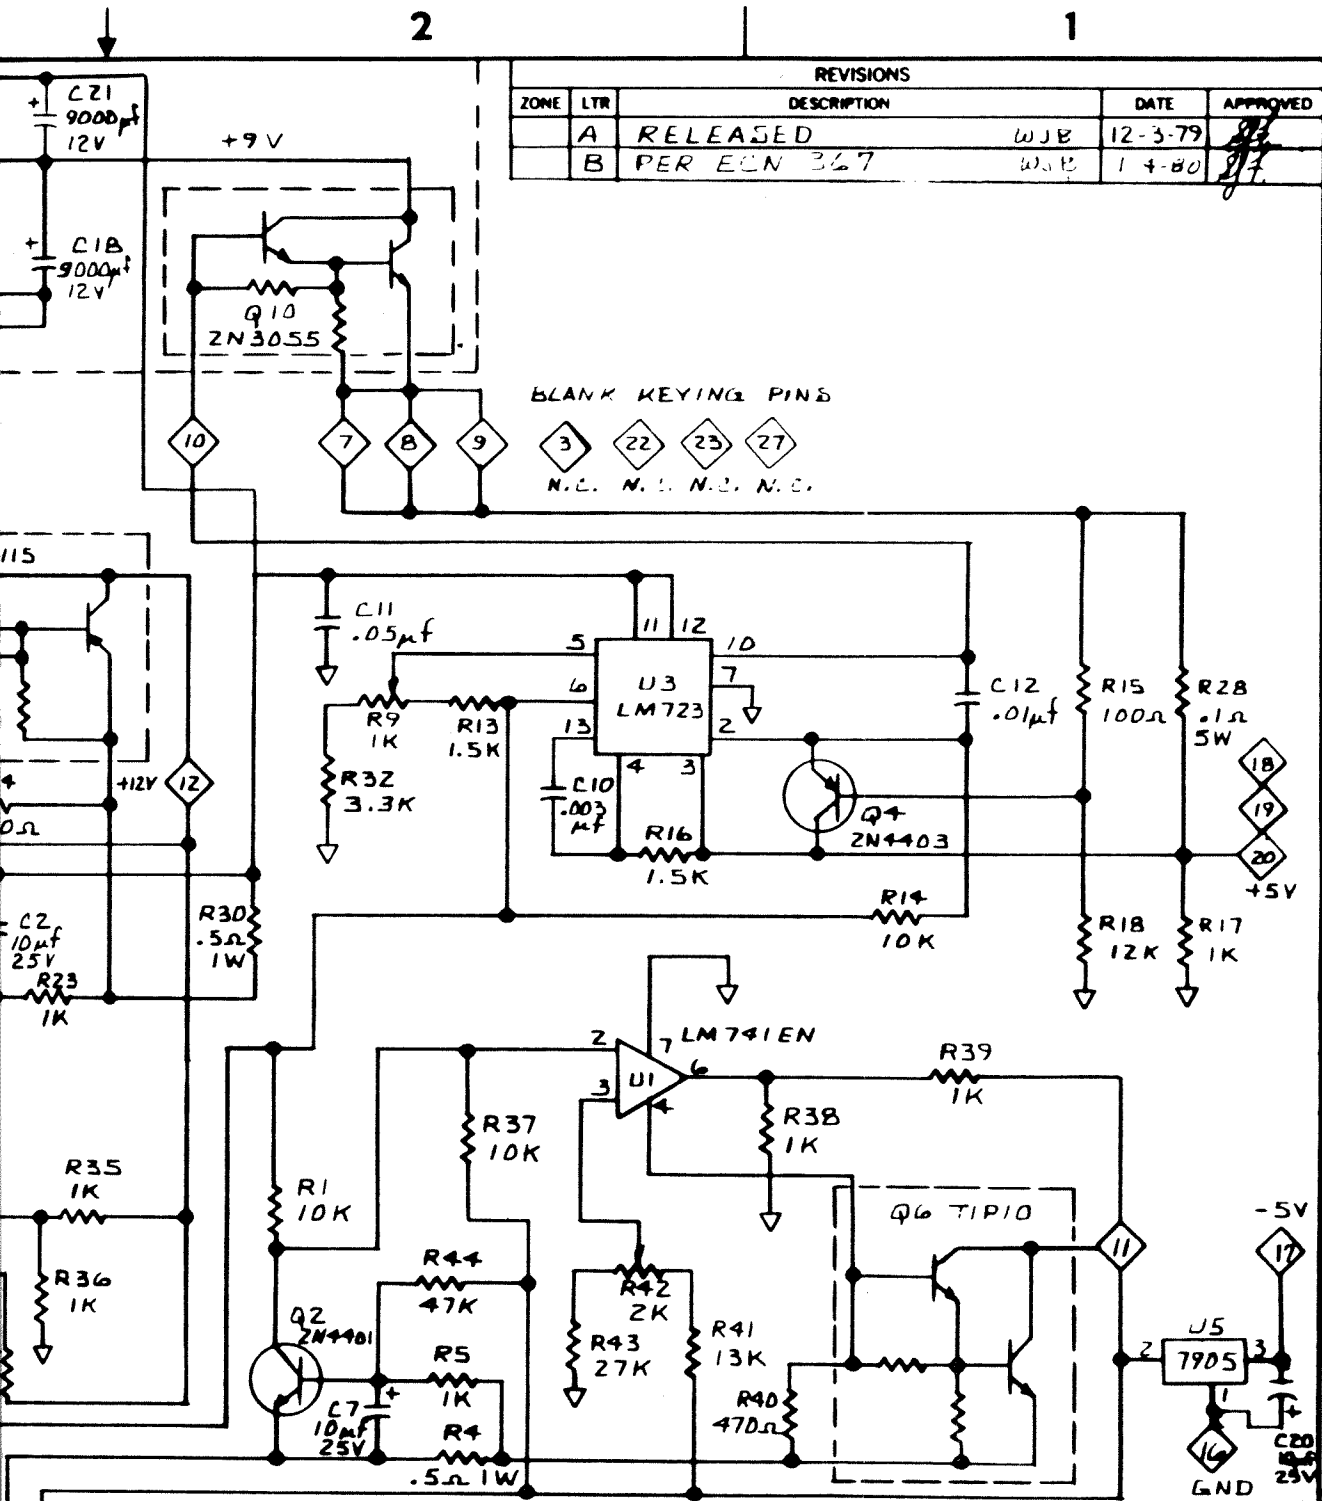 2
1
REVISIONS
ZONE LTR DESCRIPTION DATE APPROVED
A RELEASED WJB 12-3-79
B PER ECN 367 WJB 1 4-80
C21
+ 9000µf
12V
+9V
+ C18
9000µf
12V
Q10
2N3055
BLANK KEYING PINS
10 7 8 9 3 22 23 27
N.C. N.C. N.C. N.C.
115
C11
.05µf
11 12
5 10
6 U3 7
LM723
13 2
4 3
R9
1K
R13
1.5K
C12
.01µf
R15
100Ω
R28
.1Ω
5W
+12V 12
4
0Ω
R32
3.3K
C10
.003
µf
R16
1.5K
Q4
2N4403
18
19
20
+5V
C2
10µf
25V
R23
1K
R30
.5Ω
1W
R14
10K
R18
12K
R17
1K
LM741EN
2 7
U1 6
3 4
R39
1K
R37
10K
R38
1K
R35
1K
R1
10K
Q6 TIP10
-5V
11 17
R36
1K
R44
47K
R42
2K
Q2
2N4401
R43
27K
R41
13K
U5
2 7905 3
1
R5
1K
+
C7
10µf
25V
R4
.5Ω 1W
R40
470Ω
+
C20
25V
16
GND